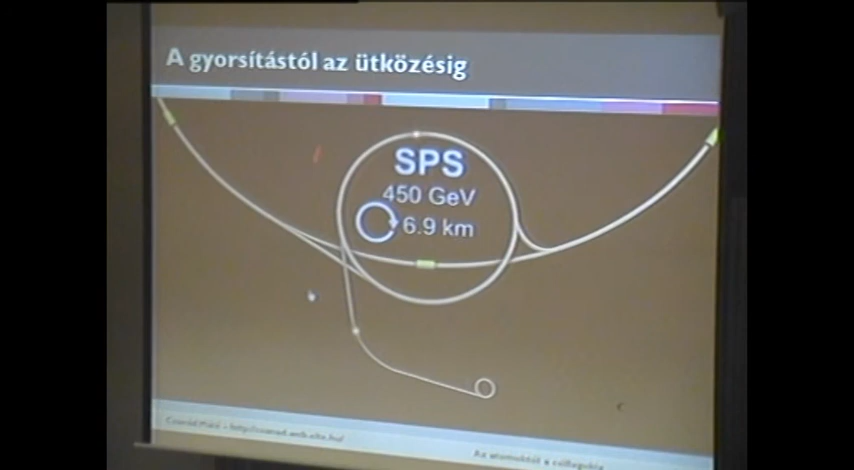 A gyorsítástól az ütközésig
SPS
450 GeV
6.9 km
Az atomoktól a csillagokig